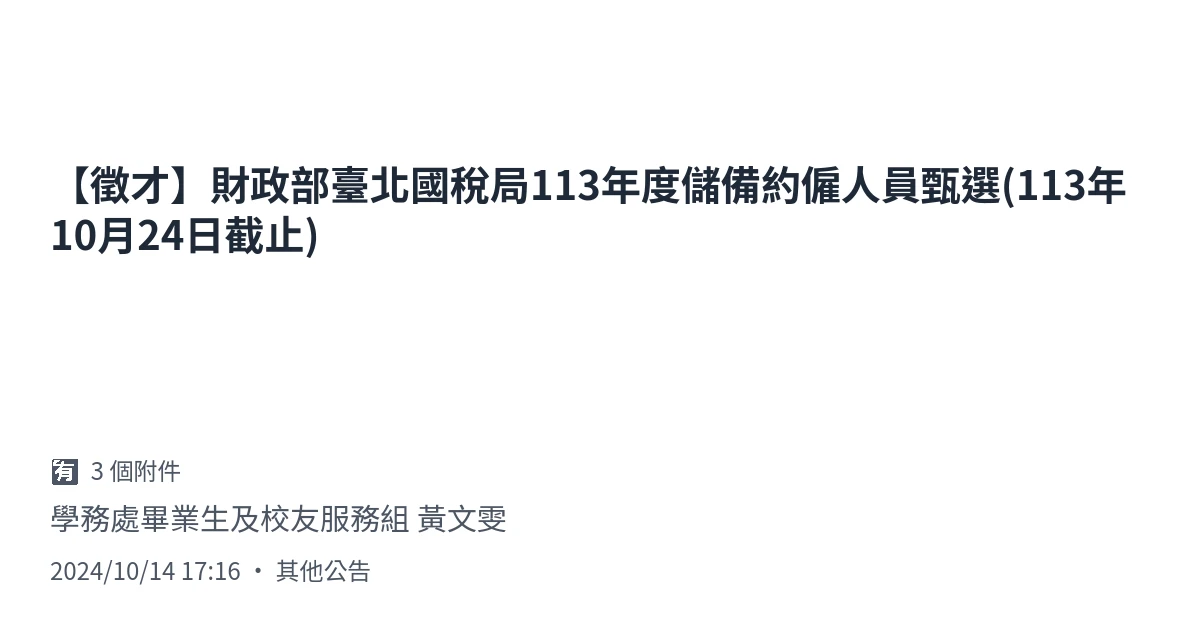 【徵才】財政部臺北國稅局113年度儲備約僱人員甄選(113年
10月24日截止)
有 3 個附件
學務處畢業生及校友服務組 黃文雯
2024/10/14 17:16 · 其他公告